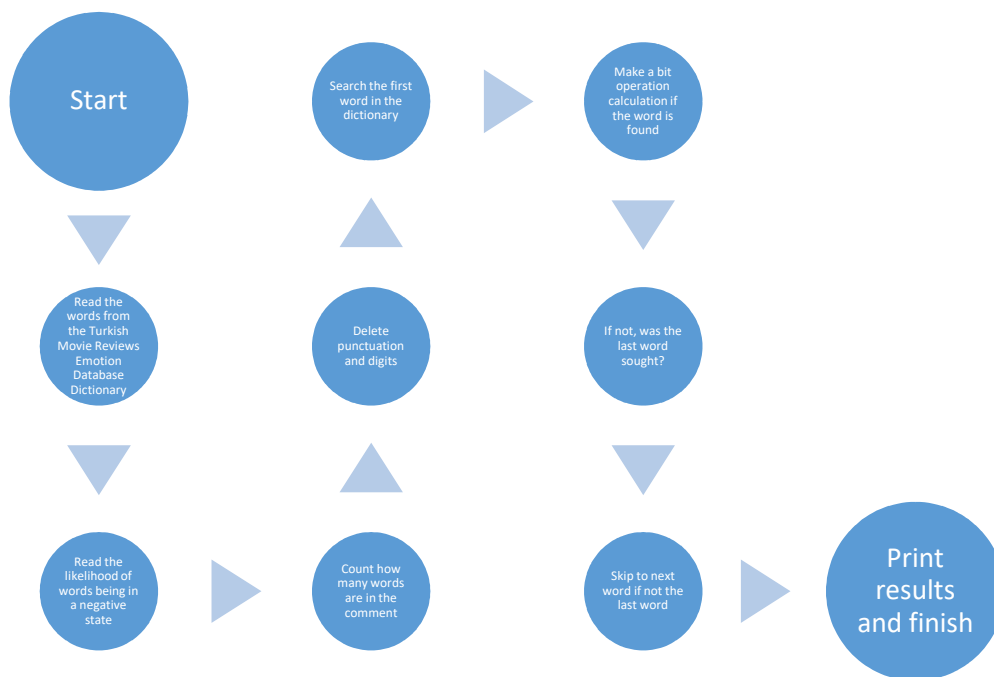 Start
Read the
words from
the Turkish
Movie Reviews
Emotion
Database
Dictionary
Read the
likelihood of
words being in
a negative
state
Count how
many words
are in the
comment
Delete
punctuation
and digits
Search the first
word in the
dictionary
Make a bit
operation
calculation if
the word is
found
If not, was the
last word
sought?
Skip to next
word if not the
last word
Print
results
and finish